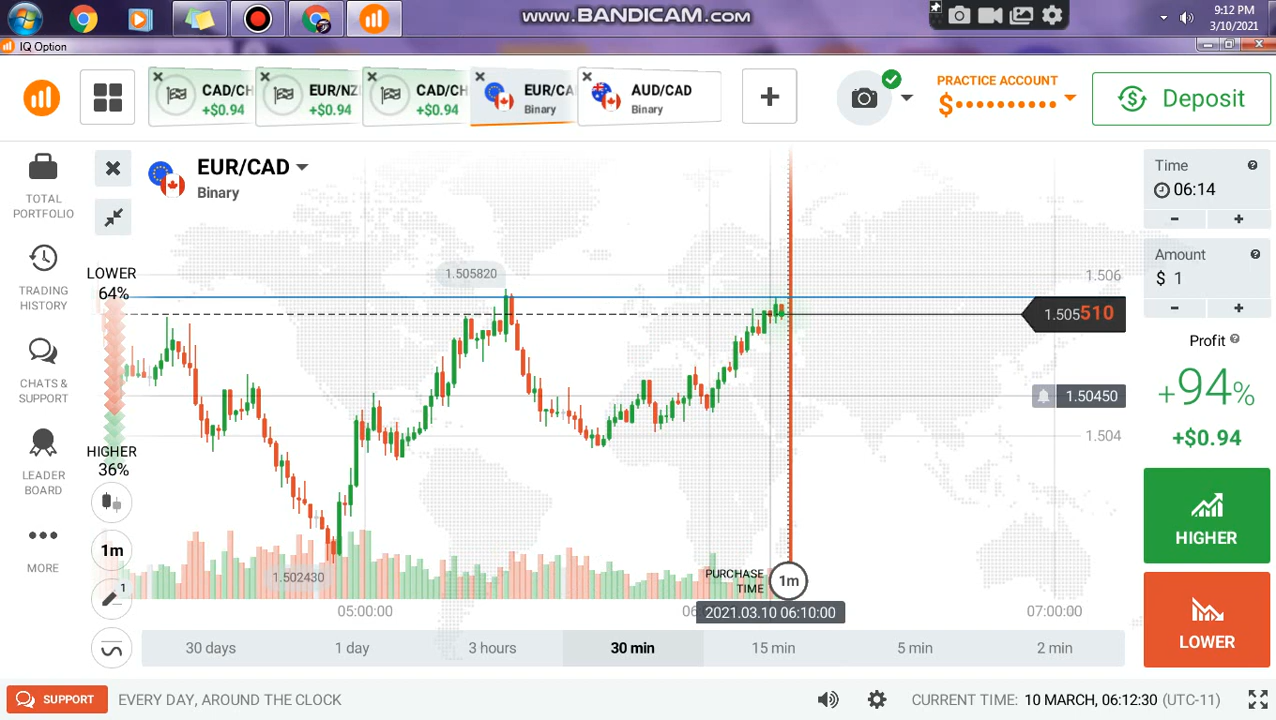 www.BANDICAM.com
9:12 PM
3/10/2021
IQ Option
CAD/CH
+$0.94
EUR/NZ
+$0.94
CAD/CH
+$0.94
EUR/CA
Binary
AUD/CAD
Binary
+
PRACTICE ACCOUNT
$••••••••••
Deposit
TOTAL PORTFOLIO
TRADING HISTORY
CHATS & SUPPORT
LEADER BOARD
MORE
EUR/CAD
Binary
LOWER
64%
HIGHER
36%
1m
1
1.505820
1.502430
1.506
1.505510
1.50450
1.504
PURCHASE TIME
1m
05:00:00
06
2021.03.10 06:10:00
07:00:00
30 days
1 day
3 hours
30 min
15 min
5 min
2 min
Time
06:14
- +
Amount
$ 1
- +
Profit
+94%
+$0.94
HIGHER
LOWER
SUPPORT
EVERY DAY, AROUND THE CLOCK
CURRENT TIME: 10 MARCH, 06:12:30 (UTC-11)